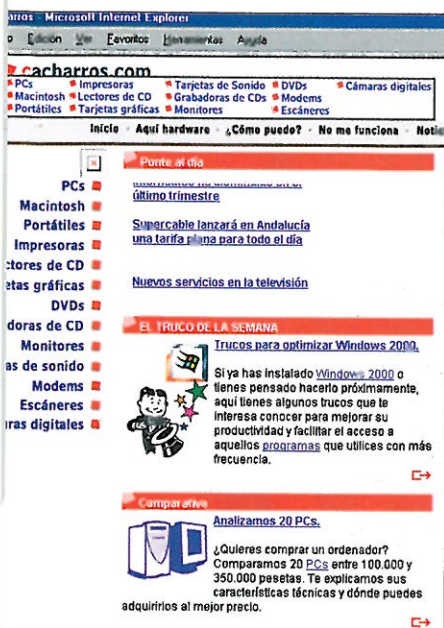 arros - Microsoft Internet Explorer
o Edición Ver Favoritos Herramientas Ayuda
cacharros.com
PCs Impresoras Tarjetas de Sonido DVDs Cámaras digitales
Macintosh Lectores de CD Grabadoras de CDs Modems
Portátiles Tarjetas gráficas Monitores Escáneres
Inicio - Aquí hardware - ¿Cómo puedo? - No me funciona - Notic
PCs
Macintosh
Portátiles
Impresoras
ctores de CD
etas gráficas
DVDs
doras de CD
Monitores
as de sonido
Modems
Escáneres
ras digitales
Ponte al día
último trimestre
Supercable lanzará en Andalucía
una tarifa plana para todo el día
Nuevos servicios en la televisión
EL TRUCO DE LA SEMANA
Trucos para optimizar Windows 2000.
Si ya has instalado Windows 2000 o
tienes pensado hacerlo próximamente,
aquí tienes algunos trucos que te
interesa conocer para mejorar su
productividad y facilitar el acceso a
aquellos programas que utilices con más
frecuencia.
Comparativa
Analizamos 20 PCs.
¿Quieres comprar un ordenador?
Comparamos 20 PCs entre 100.000 y
350.000 pesetas. Te explicamos sus
características técnicas y dónde puedes
adquirirlos al mejor precio.